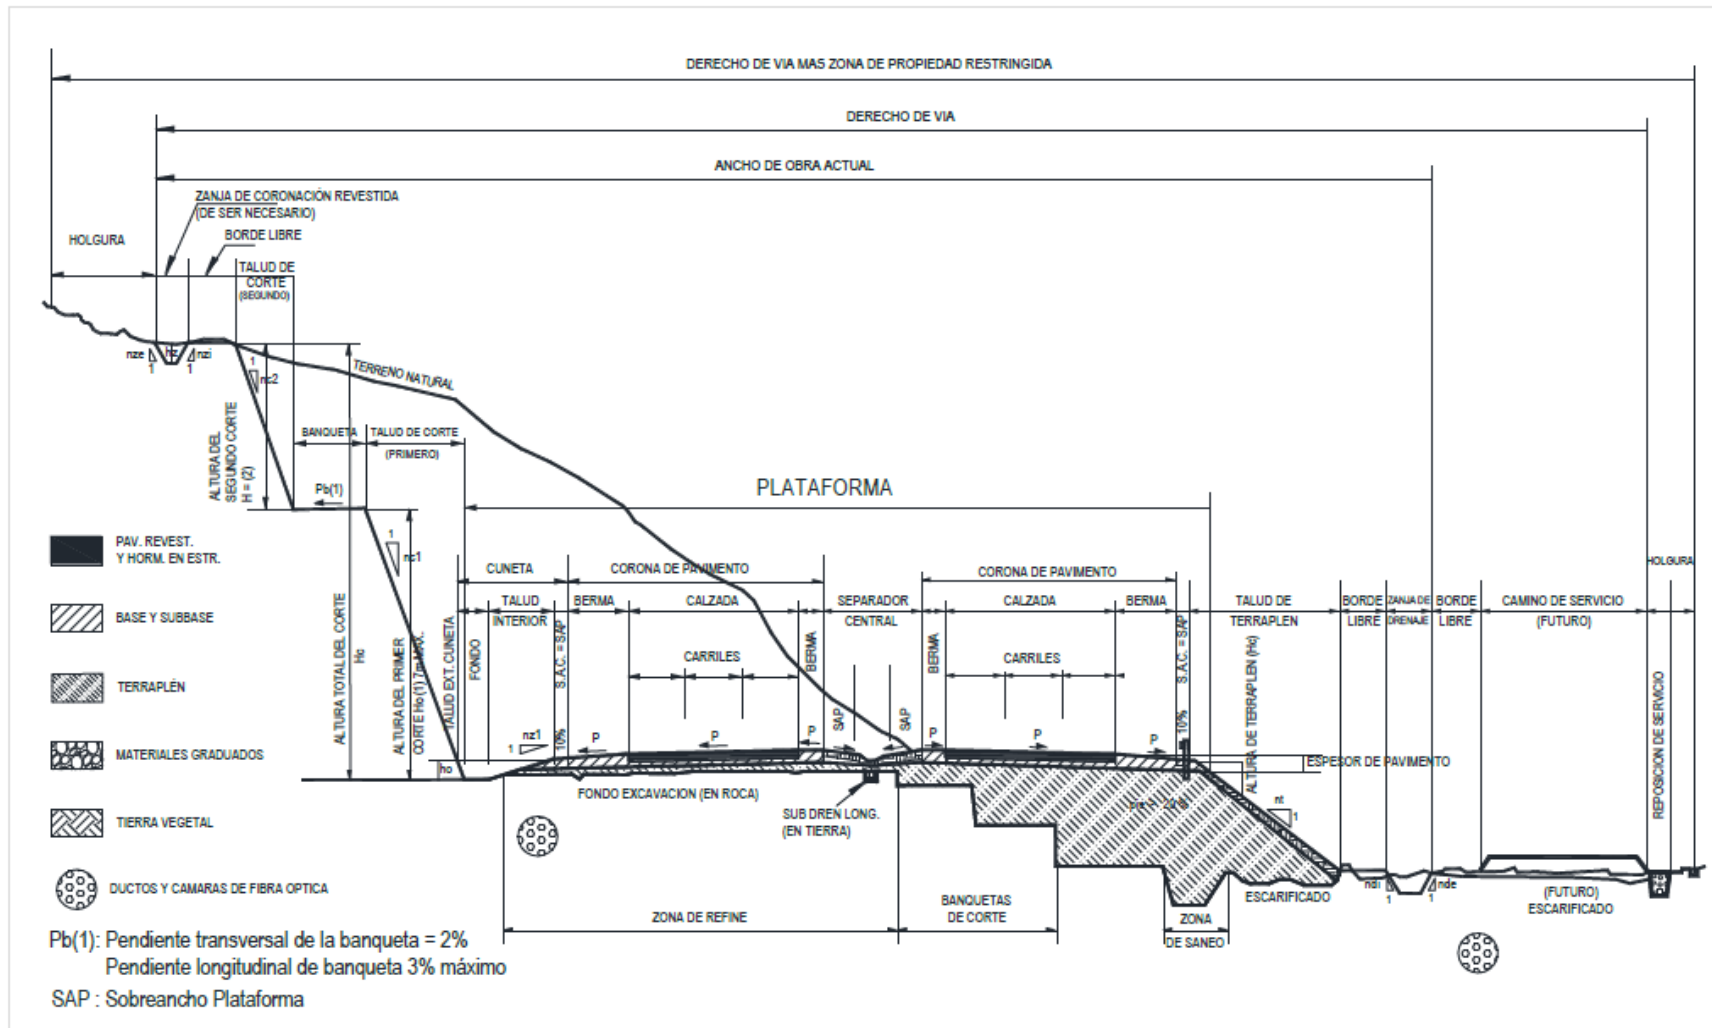 DERECHO DE VIA MAS ZONA DE PROPIEDAD RESTRINGIDA
DERECHO DE VIA
ANCHO DE OBRA ACTUAL
ZANJA DE CORONACIÓN REVESTIDA
(DE SER NECESARIO)
HOLGURA
BORDE LIBRE
TALUD DE
CORTE
(SEGUNDO)
nze
hz
nzi
1
1
1
nc2
TERRENO NATURAL
ALTURA DEL
SEGUNDO CORTE
H = (2)
BANQUETA
TALUD DE CORTE
(PRIMERO)
Pb(1)
PLATAFORMA
1
nc1
ALTURA TOTAL DEL CORTE
Hc
ALTURA DEL PRIMER
CORTE Ho (1) 7m MAX.
PAV. REVEST.
Y HORM. EN ESTR.
BASE Y SUBBASE
TERRAPLÉN
MATERIALES GRADUADOS
TIERRA VEGETAL
DUCTOS Y CAMARAS DE FIBRA OPTICA
CUNETA
CORONA DE PAVIMENTO
CORONA DE PAVIMENTO
HOLGURA
TALUD
INTERIOR
BERMA
CALZADA
SEPARADOR
CENTRAL
CALZADA
BERMA
TALUD DE
TERRAPLEN
BORDE
LIBRE
ZANJA DE
DRENAJE
BORDE
LIBRE
CAMINO DE SERVICIO
(FUTURO)
TALUD EXT. CUNETA
FONDO
S.A.C. = SAP
10%
CARRILES
BERMA
SAP
SAP
BERMA
CARRILES
S.A.C. = SAP
10%
ALTURA DE TERRAPLEN (Hc)
REPOSICION DE SERVICIO
nz1
1
P
P
P
P
P
P
ho
ESPESOR DE PAVIMENTO
FONDO EXCAVACION (EN ROCA)
SUB DREN LONG.
(EN TIERRA)
20 %
nt
1
ndi
1
nde
1
ESCARIFICADO
(FUTURO)
ESCARIFICADO
ZONA DE REFINE
BANQUETAS
DE CORTE
ZONA
DE SANEO
Pb(1): Pendiente transversal de la banqueta = 2%
Pendiente longitudinal de banqueta 3% máximo
SAP : Sobreancho Plataforma